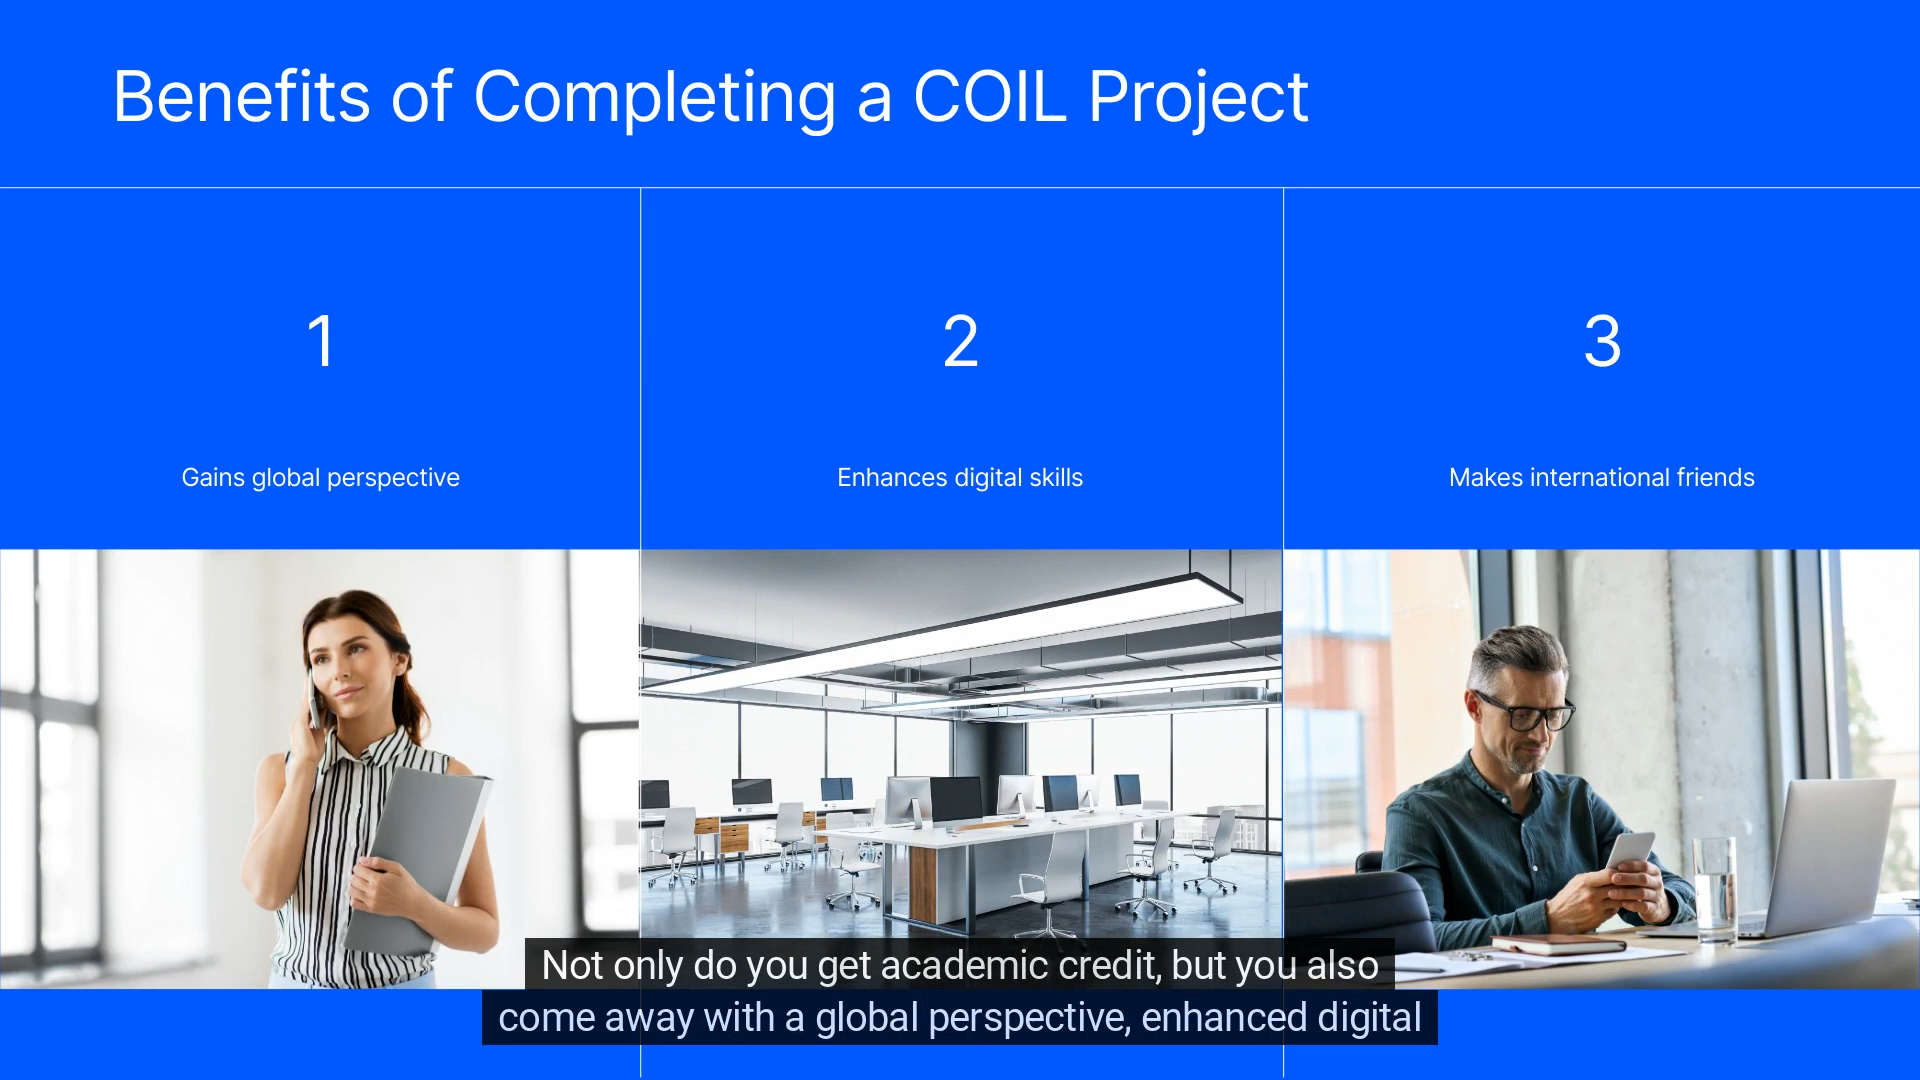 Benefits of Completing a COIL Project
1
2
3
Gains global perspective
Enhances digital skills
Makes international friends
Not only do you get academic credit, but you also
come away with a global perspective, enhanced digital